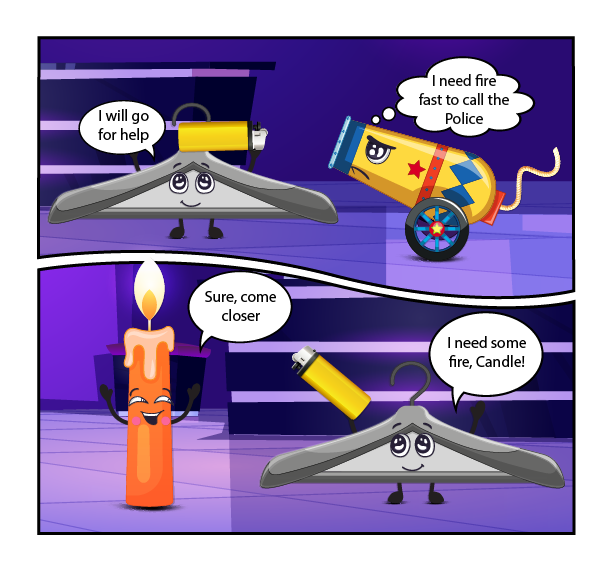 I will go
for help
I need fire
fast to call the
Police
Sure, come
closer
I need some
fire, Candle!